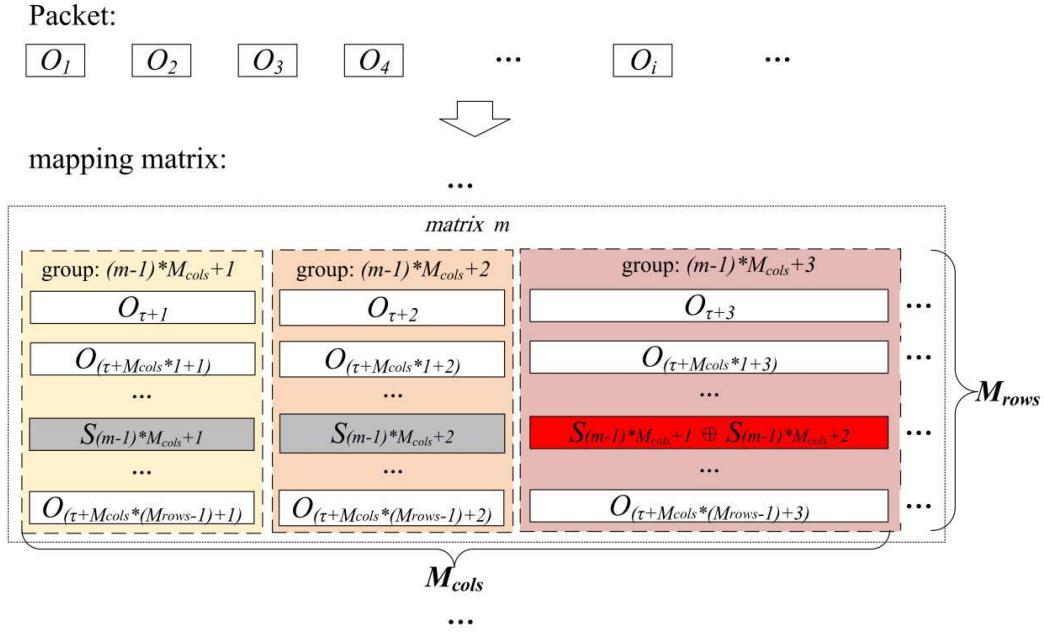 Packet:
O1 O2 O3 O4 ... Oi ...
mapping matrix:
...
matrix m
group: (m-1)*Mcols+1 group: (m-1)*Mcols+2 group: (m-1)*Mcols+3
Oτ+1 Oτ+2 Oτ+3 ...
O(τ+Mcols*1+1) O(τ+Mcols*1+2) O(τ+Mcols*1+3) ...
... ... ... Mrows
S(m-1)*Mcols+1 S(m-1)*Mcols+2 S(m-1)*Mcols+1 ⊕ S(m-1)*Mcols+2 ...
... ... ...
O(τ+Mcols*(Mrows-1)+1) O(τ+Mcols*(Mrows-1)+2) O(τ+Mcols*(Mrows-1)+3) ...
Mcols
...